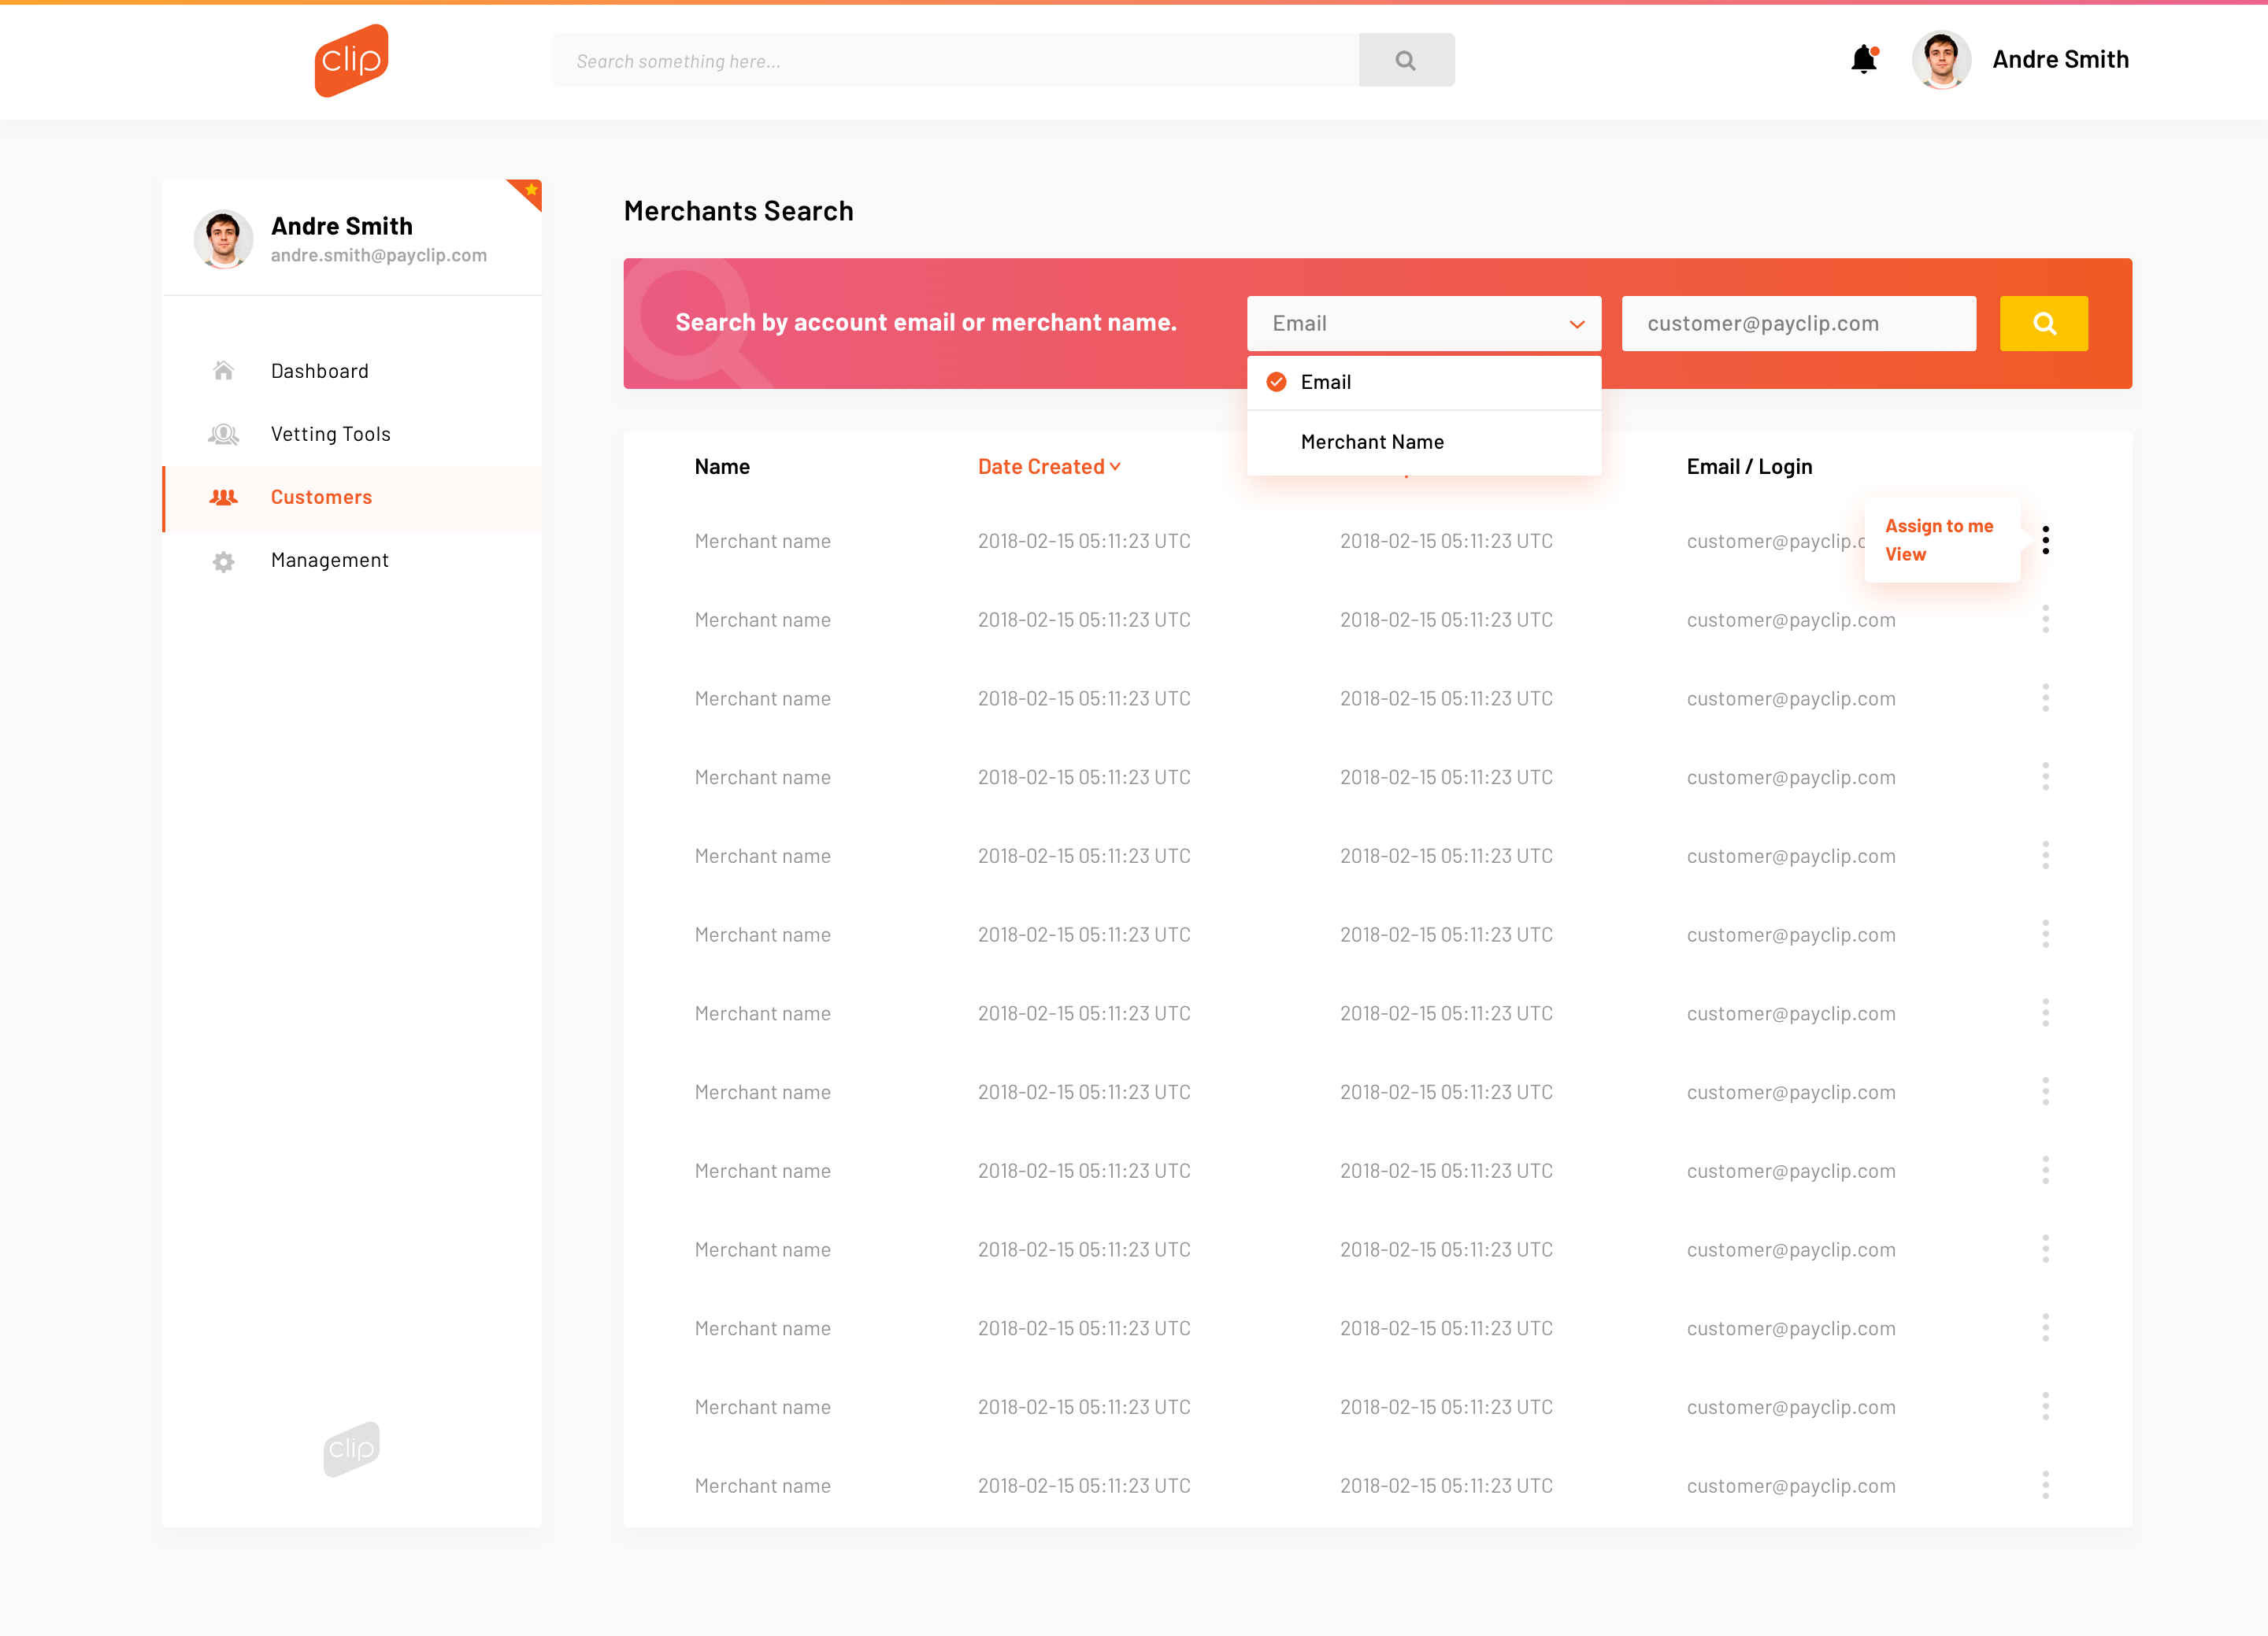 clip
Search something here...
Andre Smith
Andre Smith
andre.smith@payclip.com
Dashboard
Vetting Tools
Customers
Management
clip
Merchants Search
Search by account email or merchant name.
Email
customer@payclip.com
Email
Merchant Name
Name Date Created Email / Login
Merchant name 2018-02-15 05:11:23 UTC 2018-02-15 05:11:23 UTC customer@payclip.c
Assign to me
View
Merchant name 2018-02-15 05:11:23 UTC 2018-02-15 05:11:23 UTC customer@payclip.com
Merchant name 2018-02-15 05:11:23 UTC 2018-02-15 05:11:23 UTC customer@payclip.com
Merchant name 2018-02-15 05:11:23 UTC 2018-02-15 05:11:23 UTC customer@payclip.com
Merchant name 2018-02-15 05:11:23 UTC 2018-02-15 05:11:23 UTC customer@payclip.com
Merchant name 2018-02-15 05:11:23 UTC 2018-02-15 05:11:23 UTC customer@payclip.com
Merchant name 2018-02-15 05:11:23 UTC 2018-02-15 05:11:23 UTC customer@payclip.com
Merchant name 2018-02-15 05:11:23 UTC 2018-02-15 05:11:23 UTC customer@payclip.com
Merchant name 2018-02-15 05:11:23 UTC 2018-02-15 05:11:23 UTC customer@payclip.com
Merchant name 2018-02-15 05:11:23 UTC 2018-02-15 05:11:23 UTC customer@payclip.com
Merchant name 2018-02-15 05:11:23 UTC 2018-02-15 05:11:23 UTC customer@payclip.com
Merchant name 2018-02-15 05:11:23 UTC 2018-02-15 05:11:23 UTC customer@payclip.com
Merchant name 2018-02-15 05:11:23 UTC 2018-02-15 05:11:23 UTC customer@payclip.com